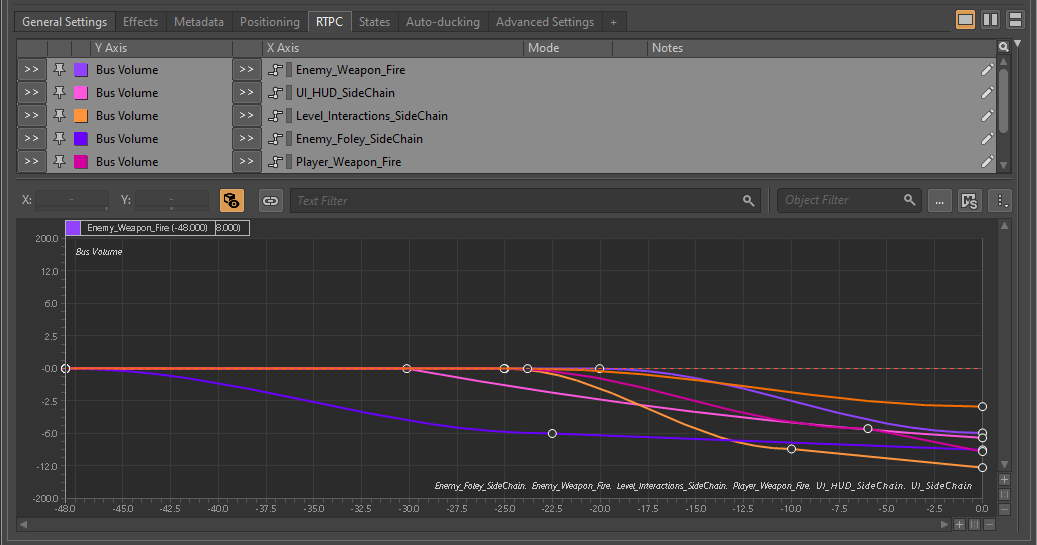 General Settings Effects Metadata Positioning RTPC States Auto-ducking Advanced Settings +
Y Axis X Axis Mode Notes
>> Bus Volume >> Enemy_Weapon_Fire
>> Bus Volume >> UI_HUD_SideChain
>> Bus Volume >> Level_Interactions_SideChain
>> Bus Volume >> Enemy_Foley_SideChain
>> Bus Volume >> Player_Weapon_Fire
X: - Y: - Text Filter Object Filter ... MS
Enemy_Weapon_Fire (-48.000) 8.000)
200.0
Bus Volume
12.0
6.0
2.5
-0.0
-2.5
-6.0
-12.0
Enemy_Foley_SideChain, Enemy_Weapon_Fire, Level_Interactions_SideChain, Player_Weapon_Fire, UI_HUD_SideChain, UI_SideChain
-200.0
-48.0 -45.0 -42.5 -40.0 -37.5 -35.0 -32.5 -30.0 -27.5 -25.0 -22.5 -20.0 -17.5 -15.0 -12.5 -10.0 -7.5 -5.0 -2.5 0.0